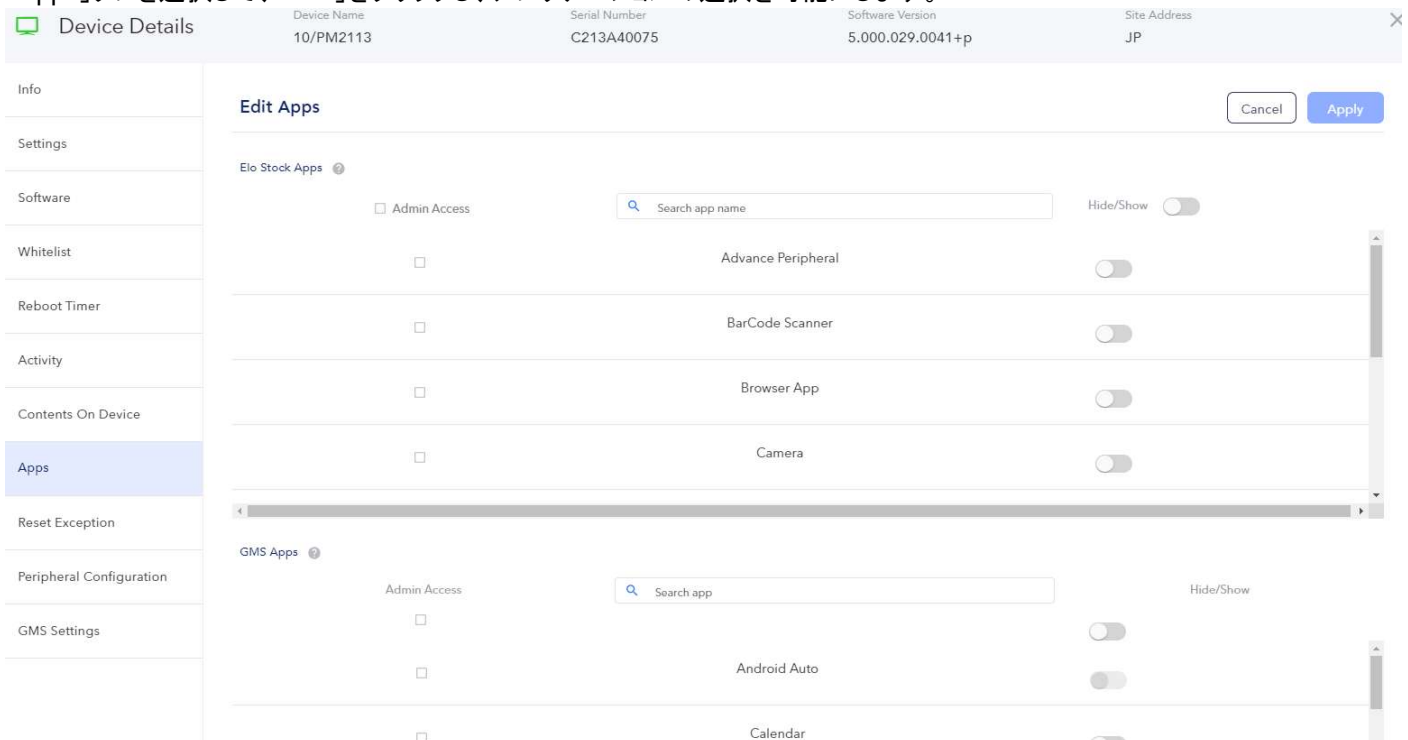 Device Details
Device Name
10/PM2113
Serial Number
C213A40075
Software Version
5.000.029.0041+p
Site Address
JP
Info
Settings
Software
Whitelist
Reboot Timer
Activity
Contents On Device
Apps
Reset Exception
Peripheral Configuration
GMS Settings
Edit Apps
Cancel
Apply
Elo Stock Apps
Admin Access
Search app name
Hide/Show
Advance Peripheral
BarCode Scanner
Browser App
Camera
GMS Apps
Admin Access
Search app
Hide/Show
Android Auto
Calendar